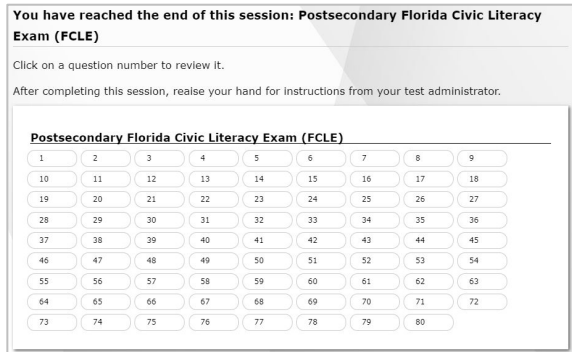 You have reached the end of this session: Postsecondary Florida Civic Literacy
Exam (FCLE)
Click on a question number to review it.
After completing this session, reaise your hand for instructions from your test administrator.
Postsecondary Florida Civic Literacy Exam (FCLE)
1 2 3 4 5 6 7 8 9
10 11 12 13 14 15 16 17 18
19 20 21 22 23 24 25 26 27
28 29 30 31 32 33 34 35 36
37 38 39 40 41 42 43 44 45
46 47 48 49 50 51 52 53 54
55 56 57 58 59 60 61 62 63
64 65 66 67 68 69 70 71 72
73 74 75 76 77 78 79 80